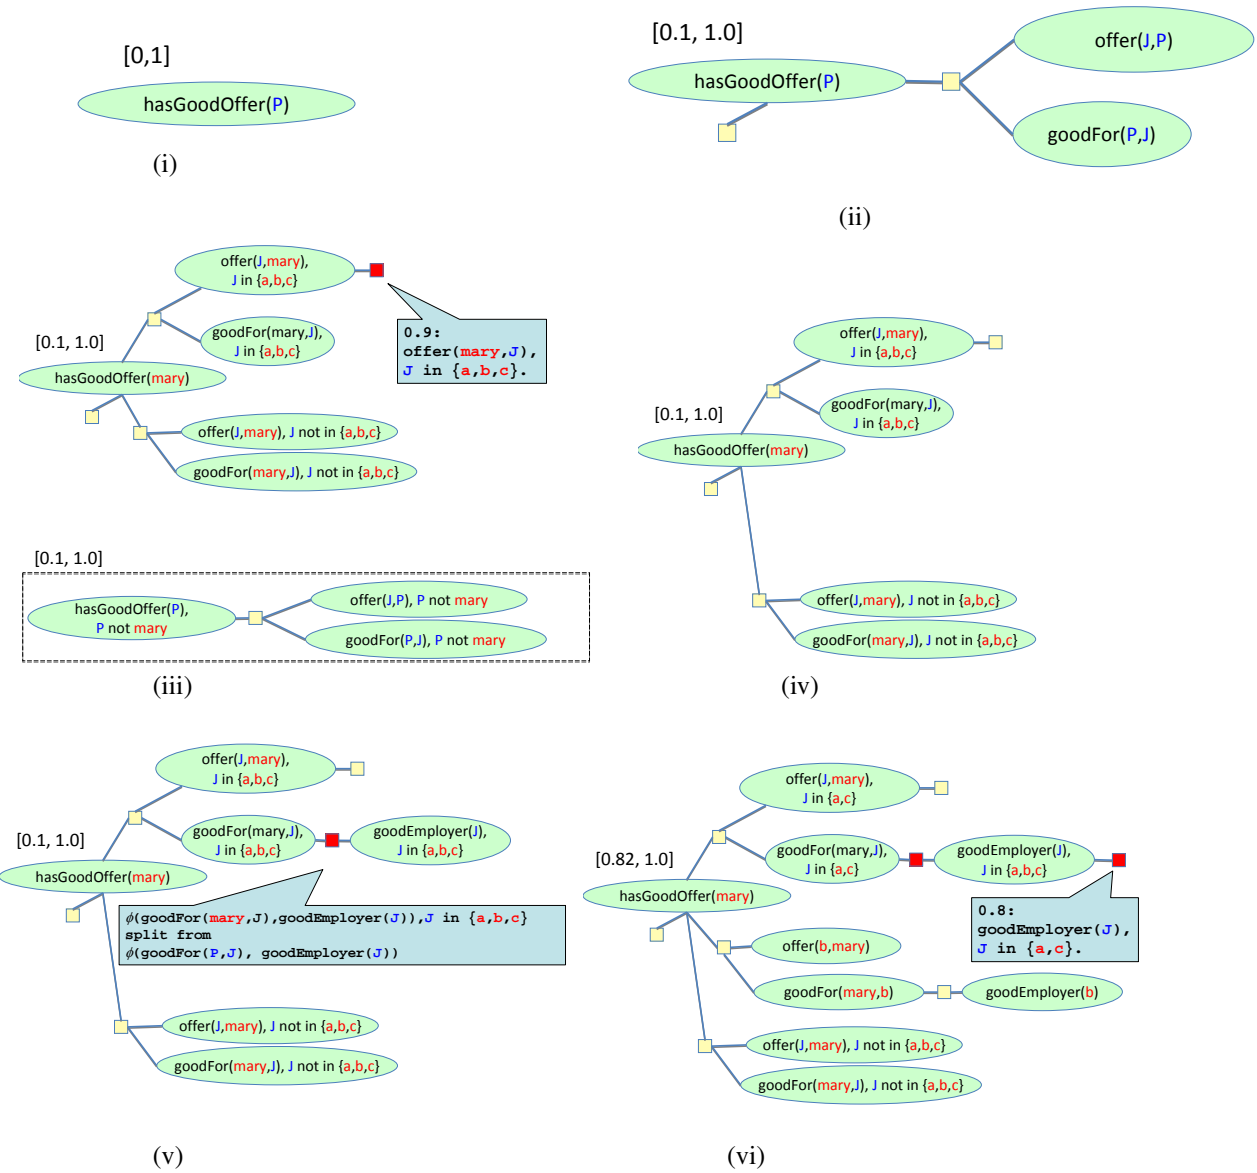 [0,1]
hasGoodOffer(P)
(i)
[0.1, 1.0]
hasGoodOffer(P)
offer(J,P)
goodFor(P,J)
(ii)
offer(J,mary),
J in {a,b,c}
goodFor(mary,J),
J in {a,b,c}
[0.1, 1.0]
hasGoodOffer(mary)
0.9:
offer(mary,J),
J in {a,b,c}.
offer(J,mary), J not in {a,b,c}
goodFor(mary,J), J not in {a,b,c}
[0.1, 1.0]
hasGoodOffer(P),
P not mary
offer(J,P), P not mary
goodFor(P,J), P not mary
(iii)
offer(J,mary),
J in {a,b,c}
goodFor(mary,J),
J in {a,b,c}
[0.1, 1.0]
hasGoodOffer(mary)
offer(J,mary), J not in {a,b,c}
goodFor(mary,J), J not in {a,b,c}
(iv)
offer(J,mary),
J in {a,b,c}
goodFor(mary,J),
J in {a,b,c}
goodEmployer(J),
J in {a,b,c}
[0.1, 1.0]
hasGoodOffer(mary)
ϕ(goodFor(mary,J),goodEmployer(J)),J in {a,b,c}
split from
ϕ(goodFor(P,J), goodEmployer(J))
offer(J,mary), J not in {a,b,c}
goodFor(mary,J), J not in {a,b,c}
(v)
offer(J,mary),
J in {a,c}
goodFor(mary,J),
J in {a,c}
goodEmployer(J),
J in {a,b,c}
[0.82, 1.0]
hasGoodOffer(mary)
0.8:
goodEmployer(J),
J in {a,c}.
offer(b,mary)
goodFor(mary,b)
goodEmployer(b)
offer(J,mary), J not in {a,b,c}
goodFor(mary,J), J not in {a,b,c}
(vi)